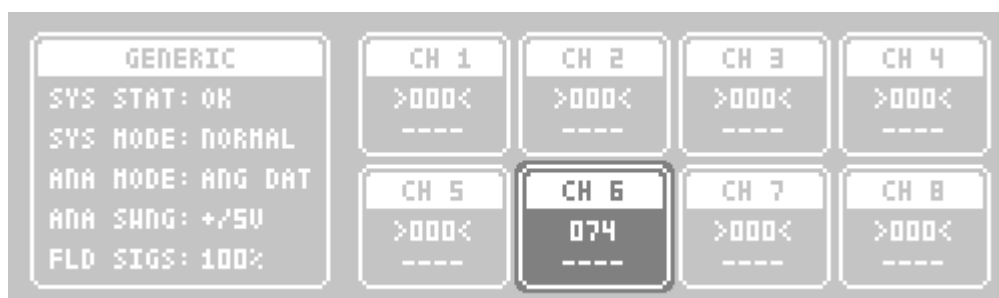 GENERIC
SYS STAT: OK
SYS MODE: NORMAL
ANA MODE: ANG DAT
ANA SWNG: +/5V
FLD SIGS: 100%
CH 1 CH 2 CH 3 CH 4
>000< >000< >000< >000<
---- ---- ---- ----
CH 5 CH 6 CH 7 CH 8
>000< 074 >000< >000<
---- ---- ---- ----